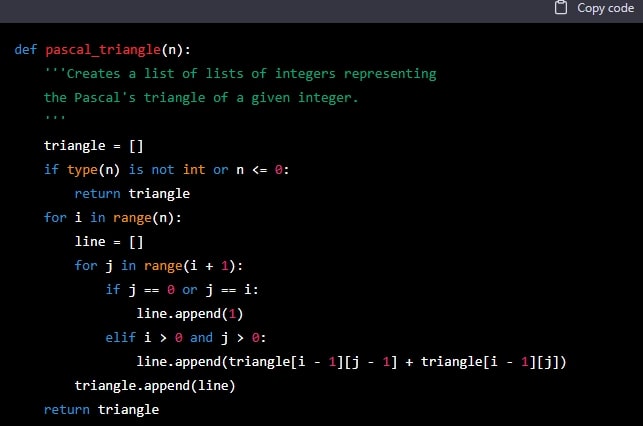 Copy code
def pascal_triangle(n):
    '''Creates a list of lists of integers representing
    the Pascal's triangle of a given integer.
    '''
    triangle = []
    if type(n) is not int or n <= 0:
        return triangle
    for i in range(n):
        line = []
        for j in range(i + 1):
            if j == 0 or j == i:
                line.append(1)
            elif i > 0 and j > 0:
                line.append(triangle[i - 1][j - 1] + triangle[i - 1][j])
        triangle.append(line)
    return triangle